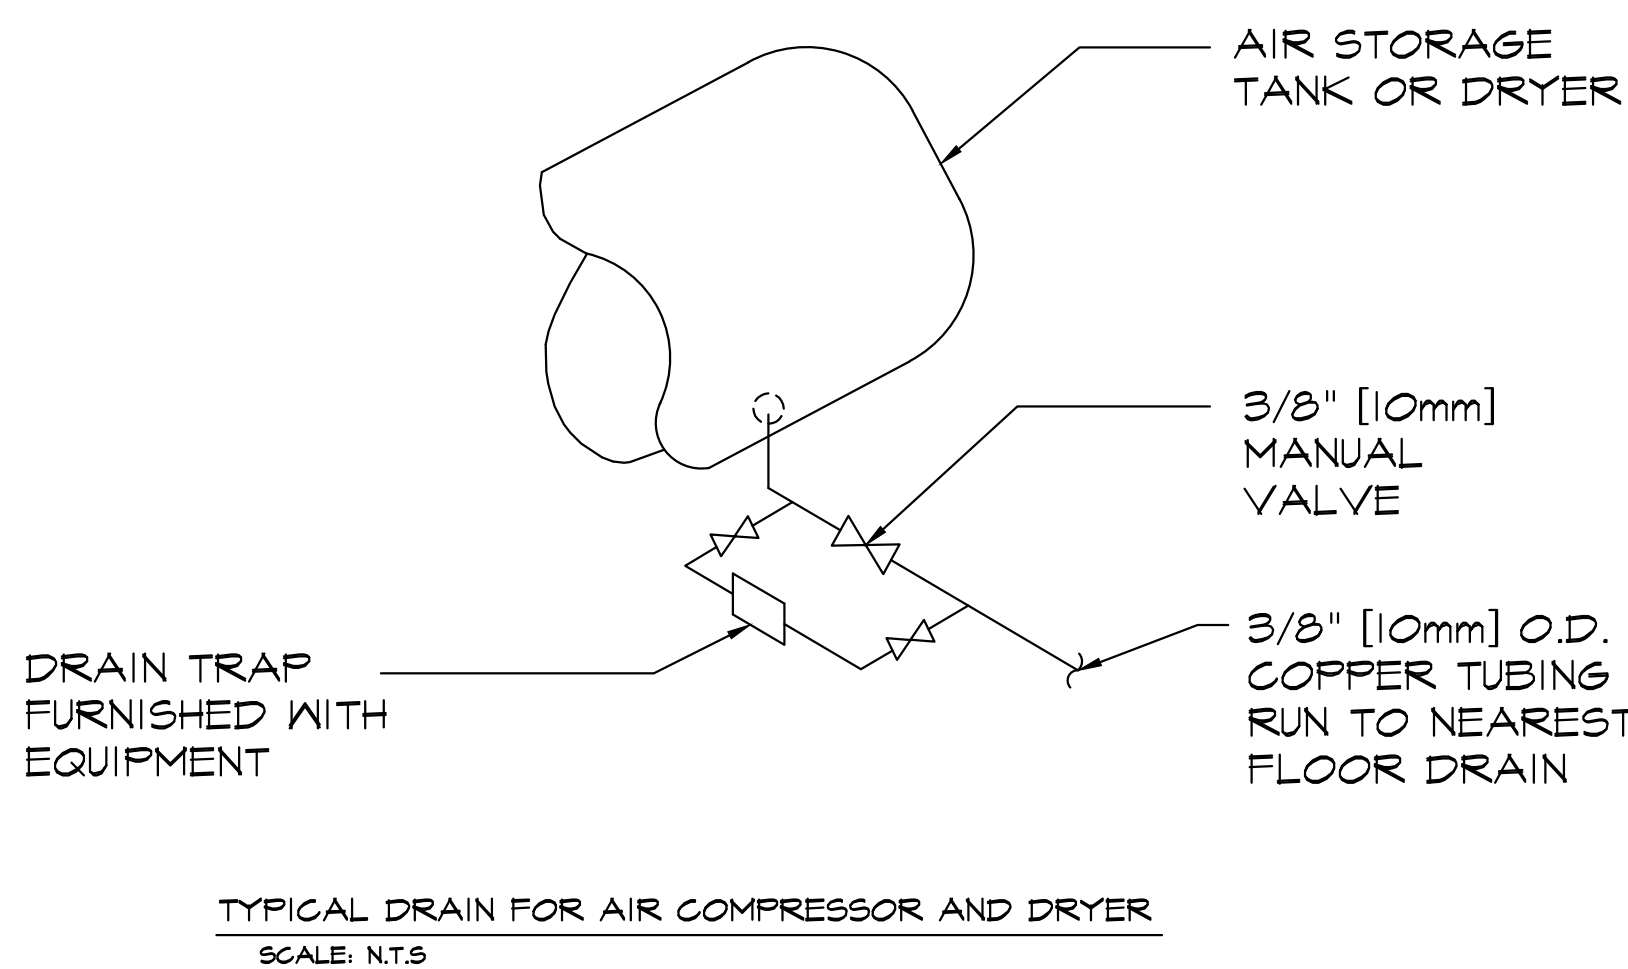 AIR STORAGE
TANK OR DRYER
3/8" [10mm]
MANUAL
VALVE
3/8" [10mm] O.D.
COPPER TUBING
RUN TO NEAREST
FLOOR DRAIN
DRAIN TRAP
FURNISHED WITH
EQUIPMENT
TYPICAL DRAIN FOR AIR COMPRESSOR AND DRYER
SCALE: N.T.S